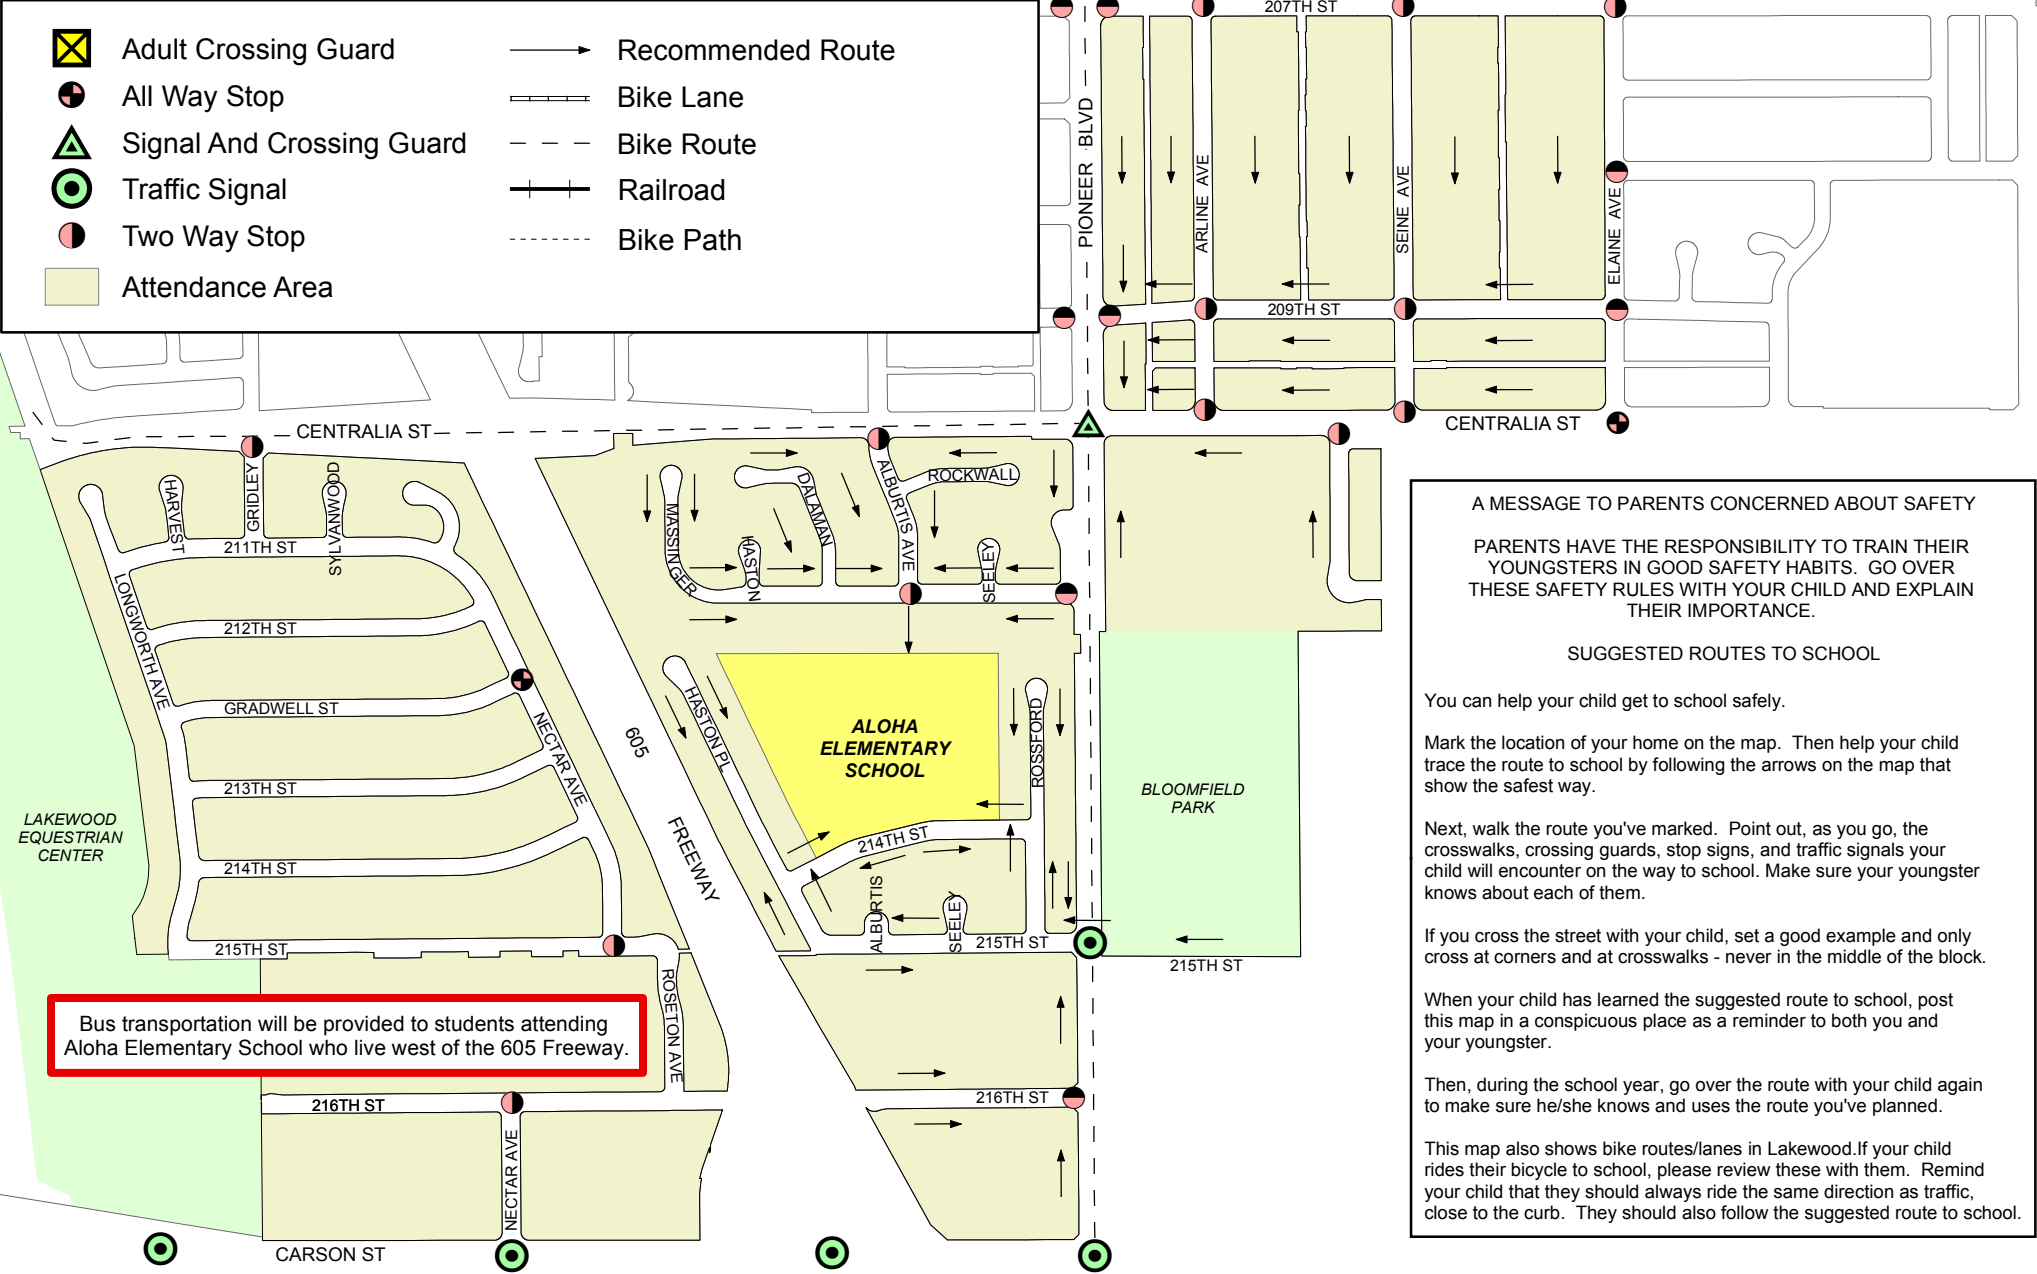 Adult Crossing Guard
All Way Stop
Signal And Crossing Guard
Traffic Signal
Two Way Stop
Attendance Area
Recommended Route
Bike Lane
Bike Route
Railroad
Bike Path
207TH ST
PIONEER BLVD
ARLINE AVE
SEINE AVE
ELAINE AVE
209TH ST
CENTRALIA ST
CENTRALIA ST
HARVEST
GRIDLEY
SYLVANWOOD
211TH ST
LONGWORTH AVE
212TH ST
GRADWELL ST
NECTAR AVE
213TH ST
214TH ST
215TH ST
LAKEWOOD
EQUESTRIAN
CENTER
605
FREEWAY
MASSINGER
HASTON
DALAMAN
ALBURTIS AVE
ROCKWALL
SEELEY
HASTON PL
ALOHA
ELEMENTARY
SCHOOL
ROSSFORD
214TH ST
ALBURTIS
SEELEY
215TH ST
BLOOMFIELD
PARK
215TH ST
ROSETON AVE
Bus transportation will be provided to students attending
Aloha Elementary School who live west of the 605 Freeway.
216TH ST
216TH ST
NECTAR AVE
CARSON ST
A MESSAGE TO PARENTS CONCERNED ABOUT SAFETY
PARENTS HAVE THE RESPONSIBILITY TO TRAIN THEIR
YOUNGSTERS IN GOOD SAFETY HABITS. GO OVER
THESE SAFETY RULES WITH YOUR CHILD AND EXPLAIN
THEIR IMPORTANCE.
SUGGESTED ROUTES TO SCHOOL
You can help your child get to school safely.
Mark the location of your home on the map. Then help your child
trace the route to school by following the arrows on the map that
show the safest way.
Next, walk the route you've marked. Point out, as you go, the
crosswalks, crossing guards, stop signs, and traffic signals your
child will encounter on the way to school. Make sure your youngster
knows about each of them.
If you cross the street with your child, set a good example and only
cross at corners and at crosswalks - never in the middle of the block.
When your child has learned the suggested route to school, post
this map in a conspicuous place as a reminder to both you and
your youngster.
Then, during the school year, go over the route with your child again
to make sure he/she knows and uses the route you've planned.
This map also shows bike routes/lanes in Lakewood.If your child
rides their bicycle to school, please review these with them. Remind
your child that they should always ride the same direction as traffic,
close to the curb. They should also follow the suggested route to school.